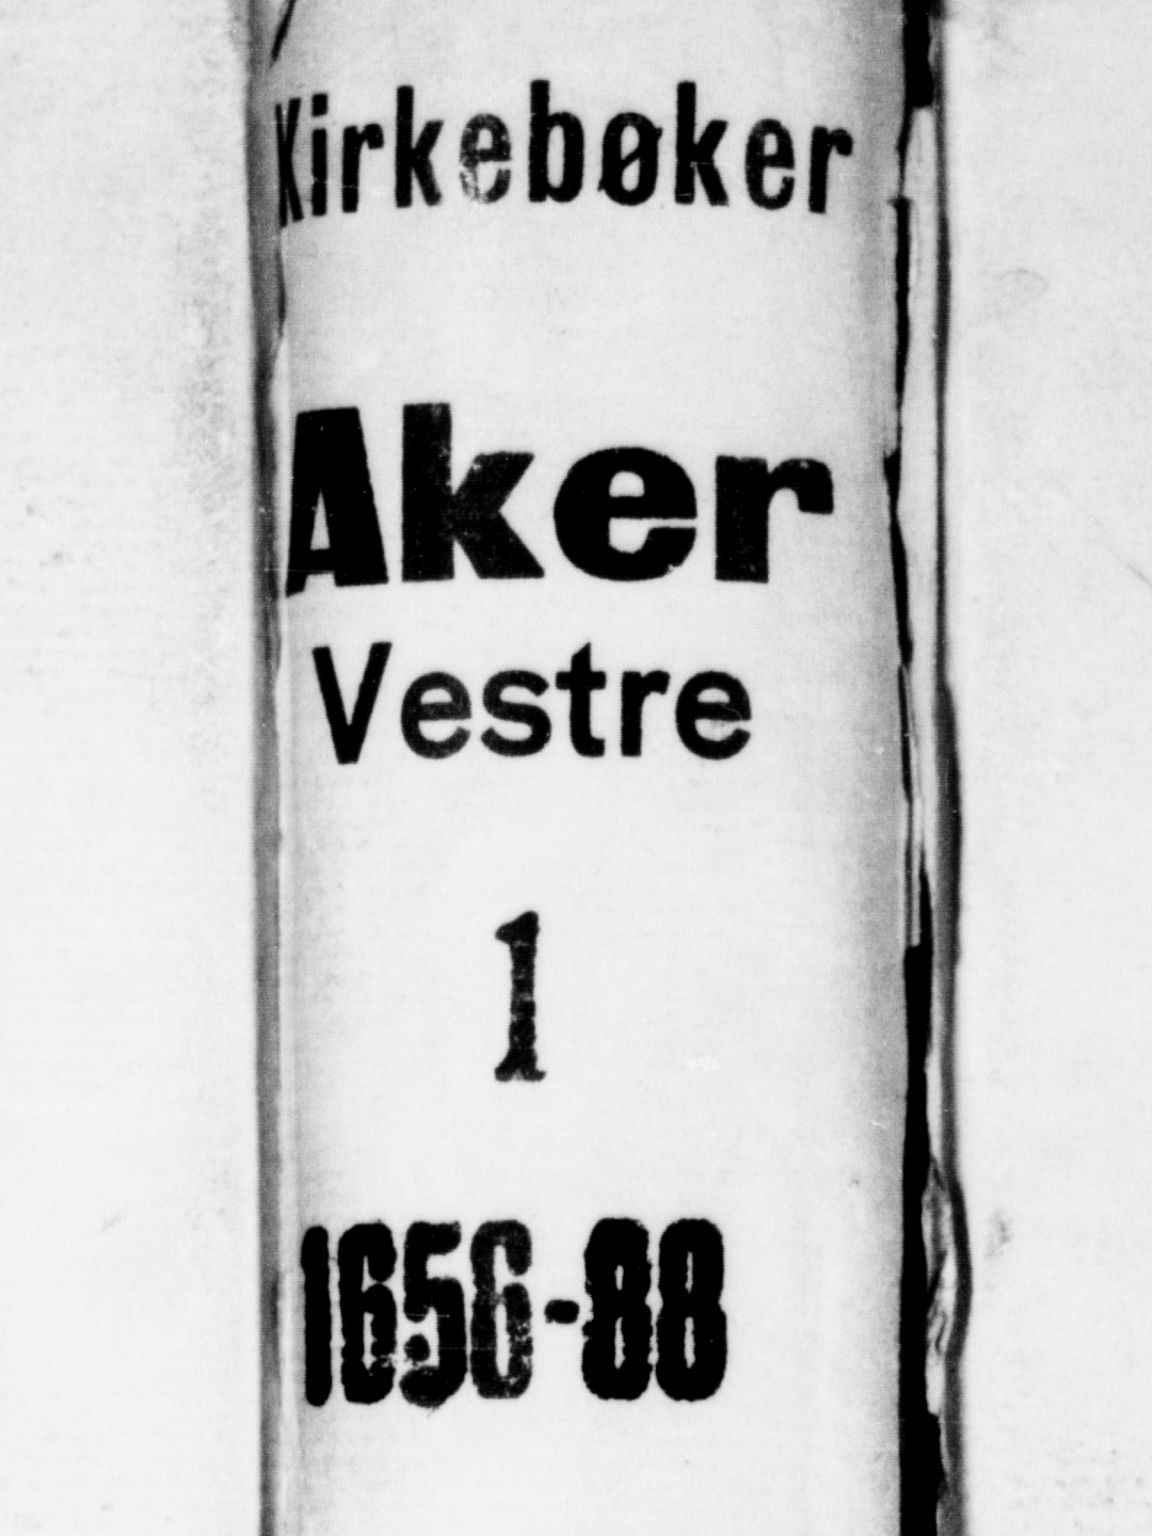 Kirkebøker
Aker
Vestre
1
1656-88